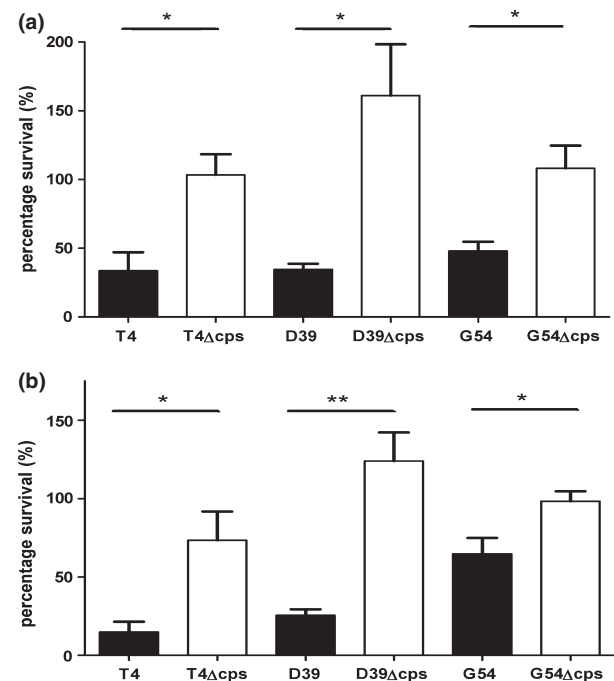 (a)
* * *
200
150
100
50
0
percentage survival (%)
T4 T4Δcps D39 D39Δcps G54 G54Δcps
(b)
* ** *
150
100
50
0
percentage survival (%)
T4 T4Δcps D39 D39Δcps G54 G54Δcps